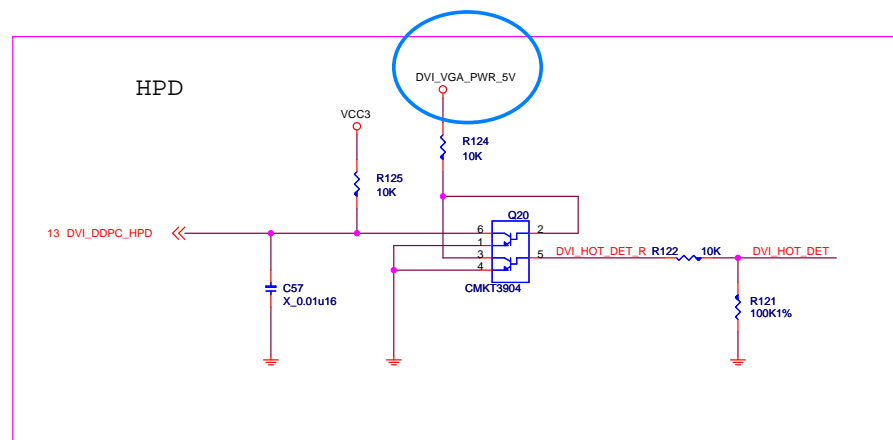 DVI_VGA_PWR_5V
HPD
VCC3
R124
10K
R125
10K
Q20
13 DVI_DDPC_HPD
6
2
1
3
5
4
DVI_HOT_DET_R
R122
10K
DVI_HOT_DET
CMKT3904
C57
X_0.01u16
R121
100K1%